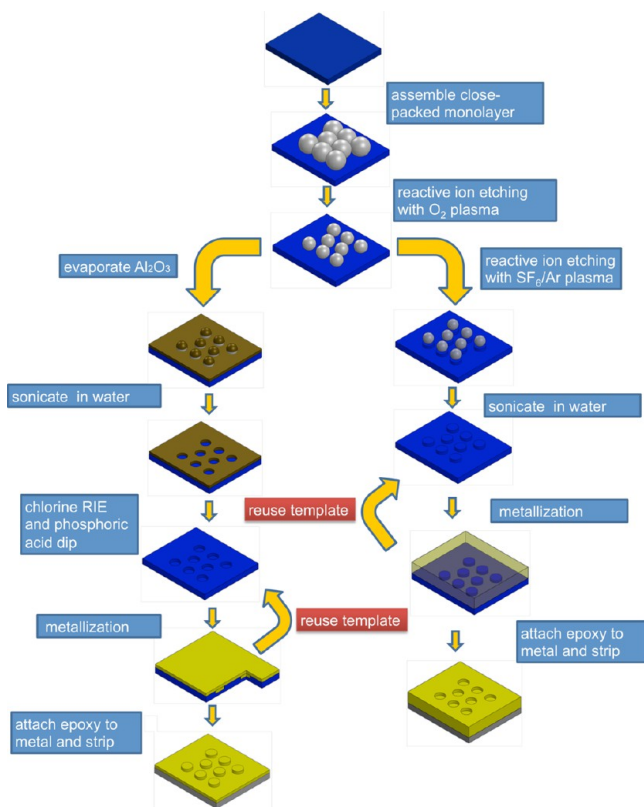 assemble close-
packed monolayer
reactive ion etching
with O₂ plasma
evaporate Al₂O₃
reactive ion etching
with SF₆/Ar plasma
sonicate in water
sonicate in water
chlorine RIE
and phosphoric
acid dip
reuse template
metallization
metallization
reuse template
attach epoxy to
metal and strip
attach epoxy to
metal and strip